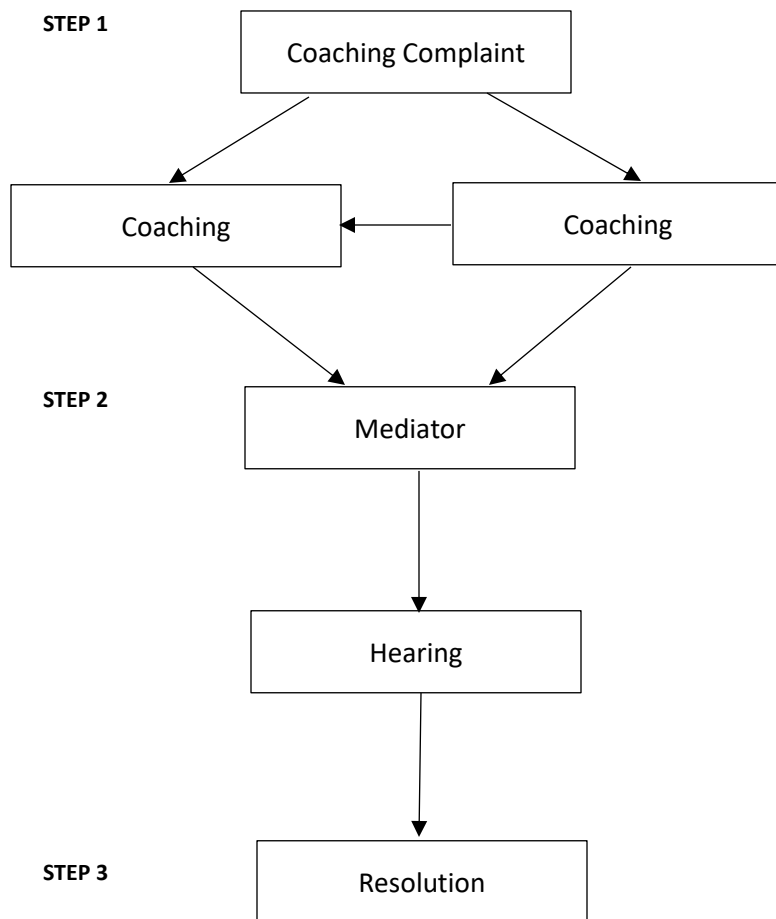 STEP 1
Coaching Complaint
Coaching
Coaching
STEP 2
Mediator
Hearing
STEP 3
Resolution